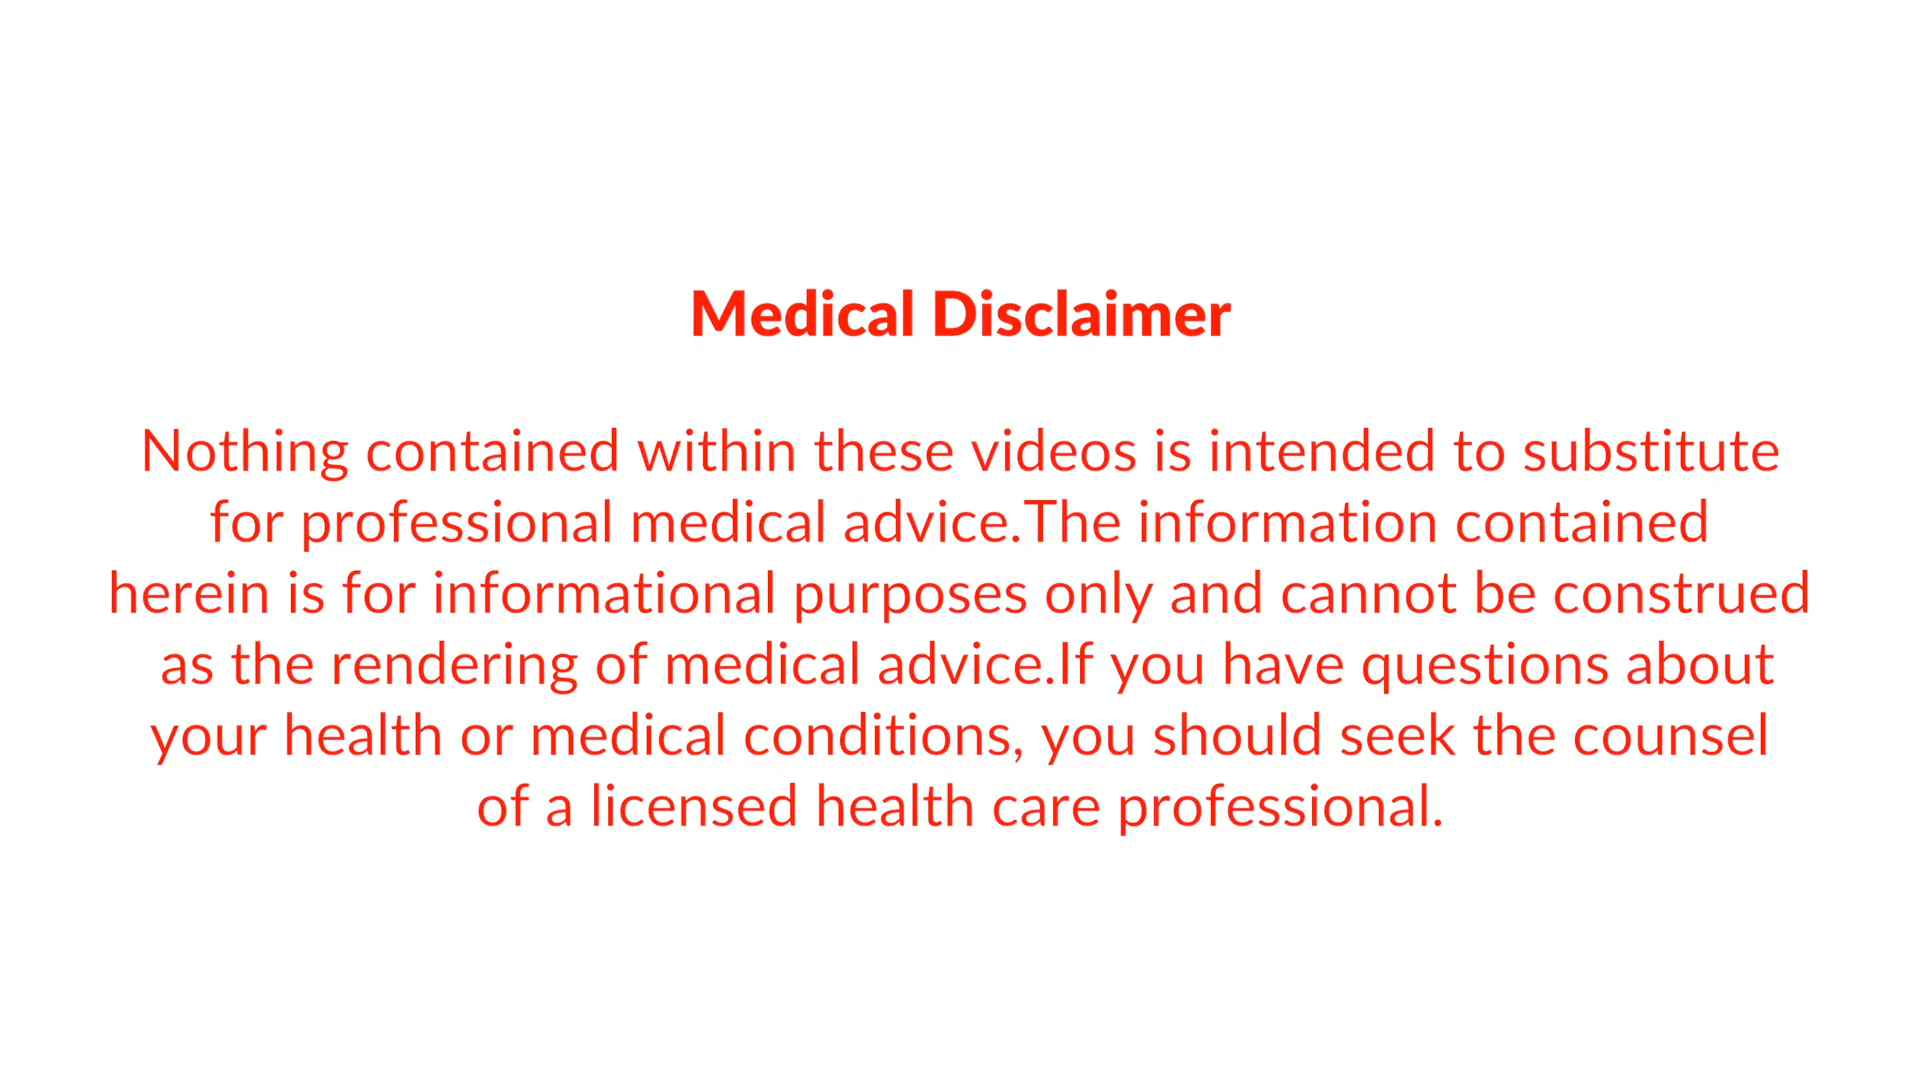 Medical Disclaimer
Nothing contained within these videos is intended to substitute
for professional medical advice.The information contained
herein is for informational purposes only and cannot be construed
as the rendering of medical advice.If you have questions about
your health or medical conditions, you should seek the counsel
of a licensed health care professional.